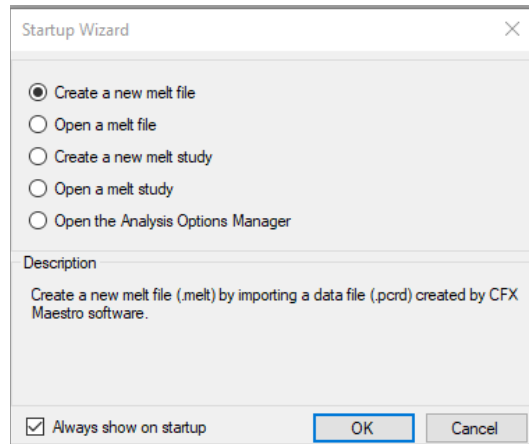 Startup Wizard
Create a new melt file
Open a melt file
Create a new melt study
Open a melt study
Open the Analysis Options Manager
Description
Create a new melt file (.melt) by importing a data file (.pcrd) created by CFX
Maestro software.
Always show on startup
OK
Cancel